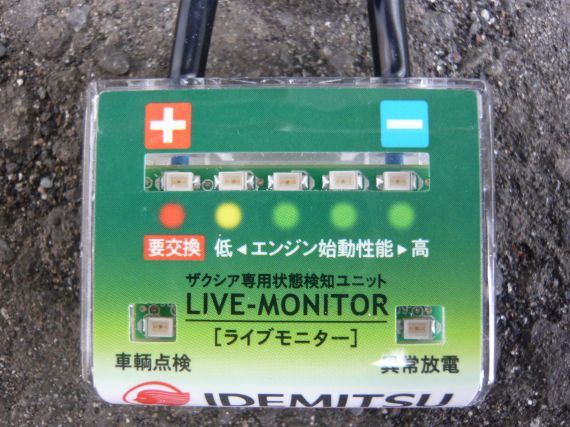 + −
要交換 低 ◀ エンジン始動性能 ▶ 高
ザクシア専用状態検知ユニット
LIVE-MONITOR
[ライブモニター]
車輌点検 異常放電
IDEMITSU